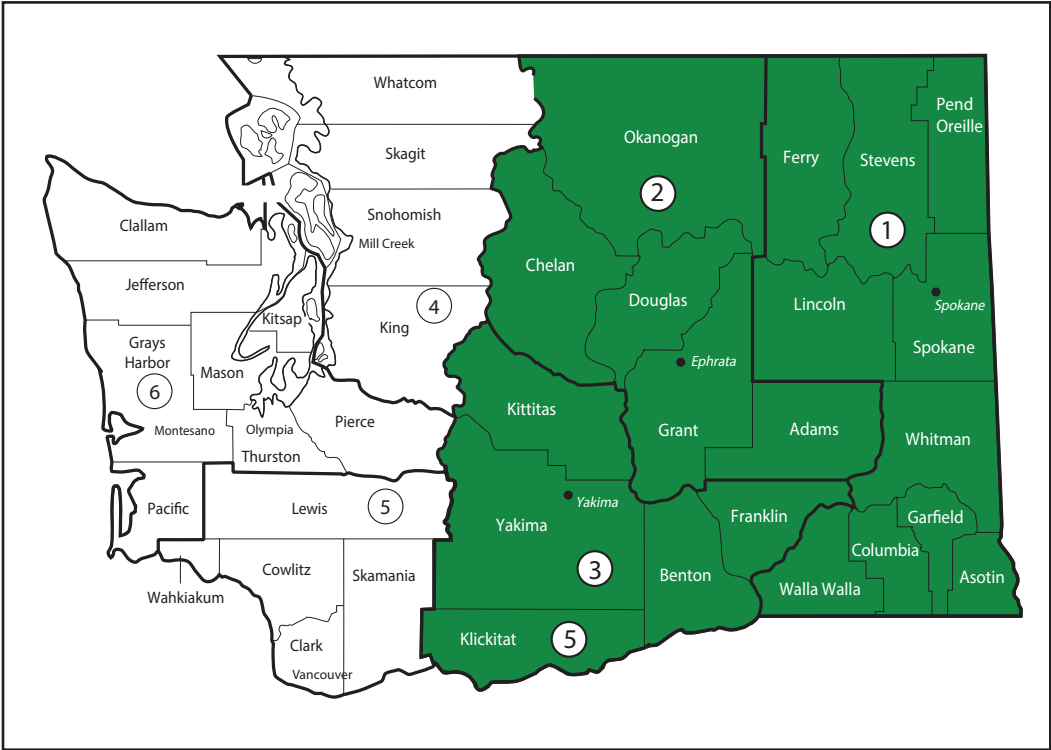 Whatcom
Okanogan
Pend
Oreille
Skagit
Ferry
Stevens
2
Snohomish
Clallam
1
Mill Creek
Chelan
Jefferson
Douglas
4
Lincoln
Spokane
Kitsap
King
Grays
Harbor
Spokane
Ephrata
Mason
6
Kittitas
Pierce
Montesano
Olympia
Grant
Adams
Whitman
Thurston
Yakima
Pacific
Lewis
5
Yakima
Franklin
Garfield
Columbia
Cowlitz
Skamania
3
Benton
Asotin
Wahkiakum
Walla Walla
Clark
Klickitat
5
Vancouver